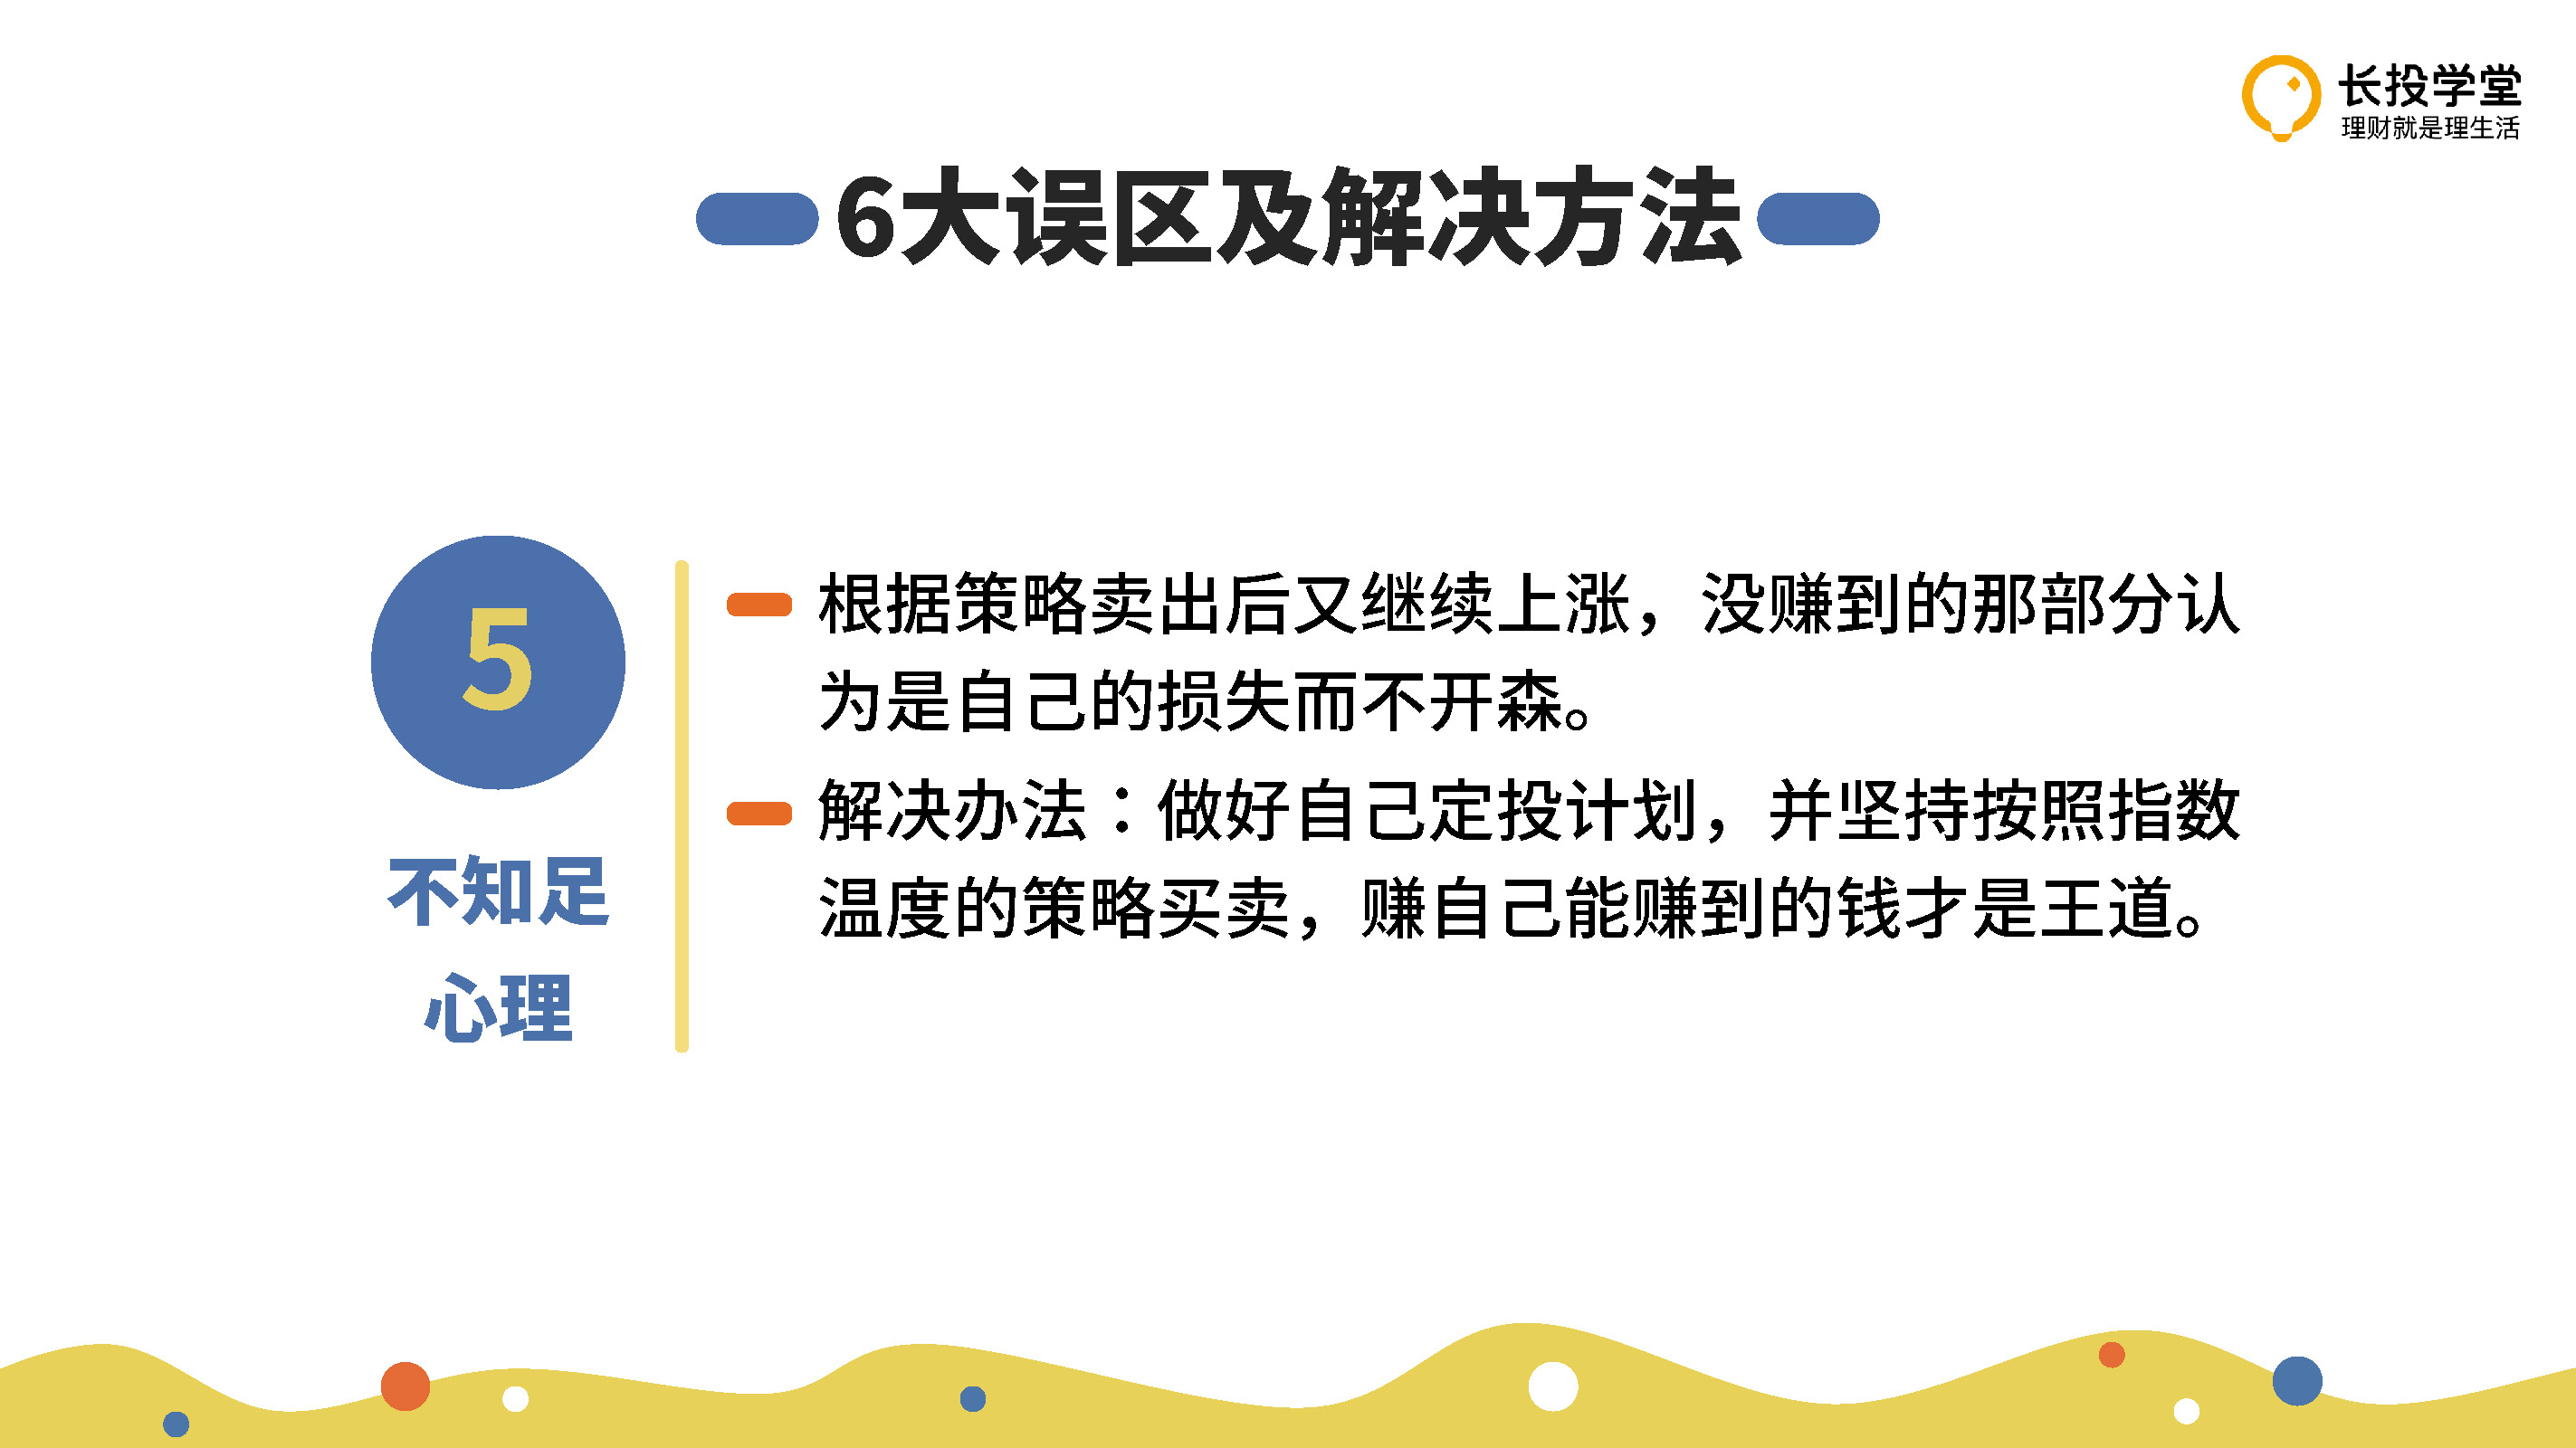 长投学堂
理财就是理生活
6大误区及解决方法
5
不知足
心理
根据策略卖出后又继续上涨，没赚到的那部分认
为是自己的损失而不开森。
解决办法：做好自己定投计划，并坚持按照指数
温度的策略买卖，赚自己能赚到的钱才是王道。